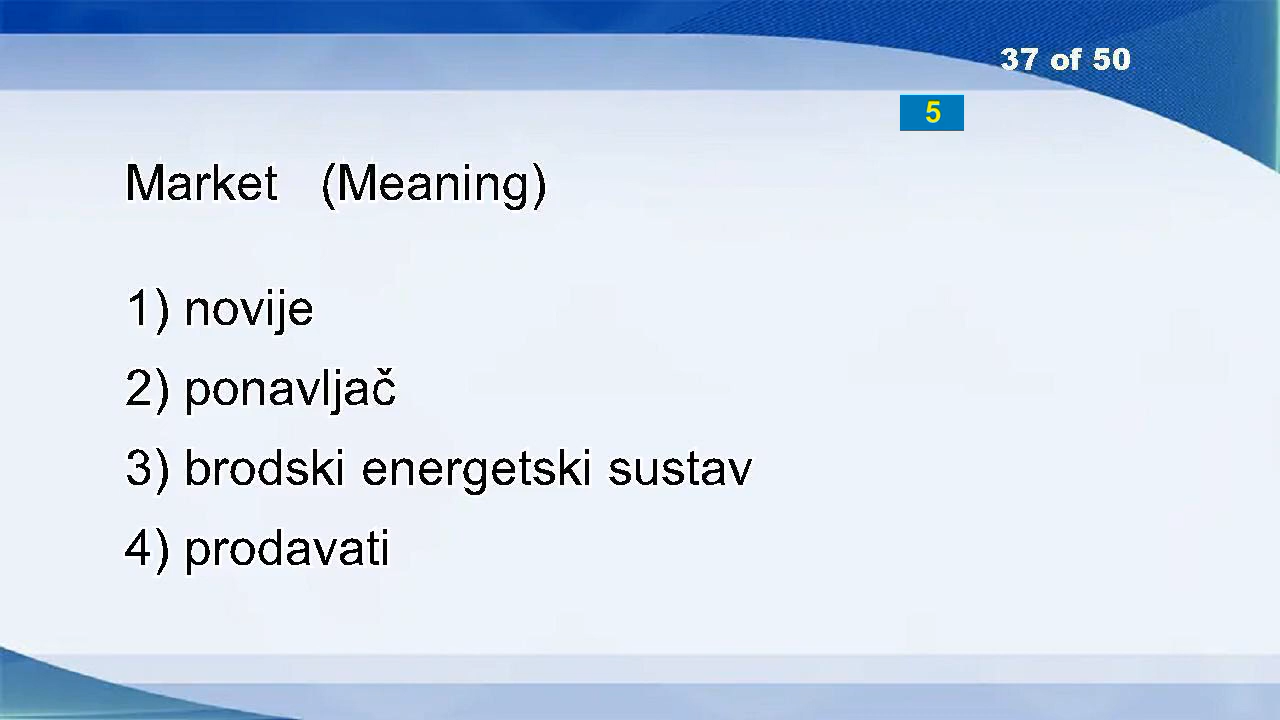 37 of 50
5
Market (Meaning)
1) novije
2) ponavljač
3) brodski energetski sustav
4) prodavati